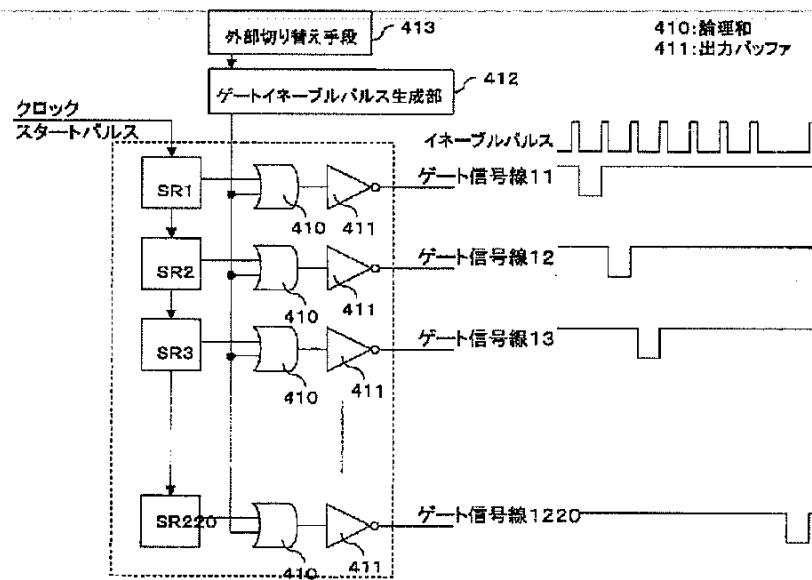 外部切り替え手段
413
410:論理和
411:出力バッファ
ゲートイネーブルパルス生成部
412
クロック
スタートパルス
イネーブルパルス
SR1
410
411
ゲート信号線11
SR2
410
411
ゲート信号線12
SR3
410
411
ゲート信号線13
SR220
410
411
ゲート信号線1220